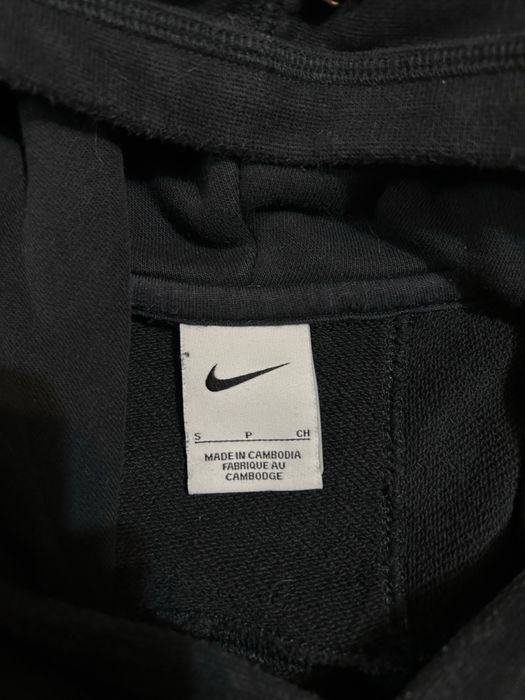 S P CH
MADE IN CAMBODIA
FABRIQUE AU
CAMBODGE